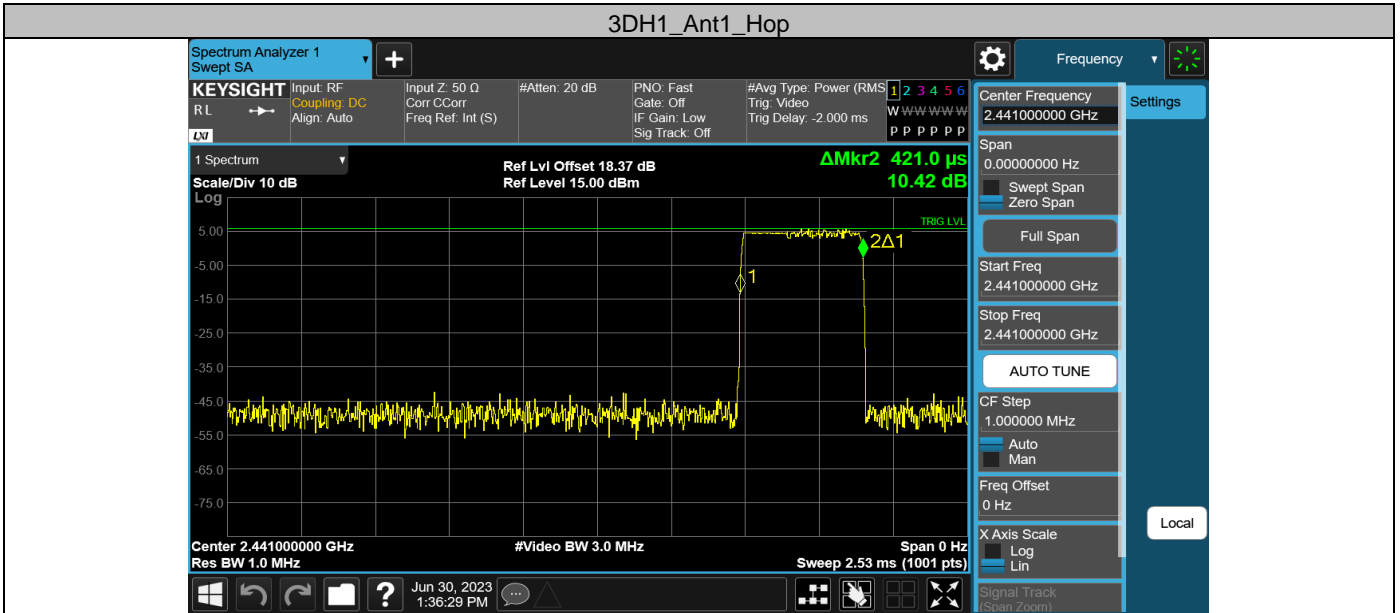 3DH1_Ant1_Hop
Spectrum Analyzer 1
Swept SA
Frequency
KEYSIGHT
R L
LXI
Input: RF
Coupling: DC
Align: Auto
Input Z: 50 Ω
Corr CCorr
Freq Ref: Int (S)
#Atten: 20 dB
PNO: Fast
Gate: Off
IF Gain: Low
Sig Track: Off
#Avg Type: Power (RMS
Trig: Video
Trig Delay: -2.000 ms
1 2 3 4 5 6
W W W W W W
P P P P P P
1 Spectrum
Scale/Div 10 dB
Log
Ref Lvl Offset 18.37 dB
Ref Level 15.00 dBm
ΔMkr2 421.0 µs
10.42 dB
TRIG LVL
5.00
-5.00
-15.0
-25.0
-35.0
-45.0
-55.0
-65.0
-75.0
2Δ1
1
Center 2.441000000 GHz
#Video BW 3.0 MHz
Span 0 Hz
Res BW 1.0 MHz
Sweep 2.53 ms (1001 pts)
Jun 30, 2023
1:36:29 PM
Center Frequency
2.441000000 GHz
Settings
Span
0.00000000 Hz
Swept Span
Zero Span
Full Span
Start Freq
2.441000000 GHz
Stop Freq
2.441000000 GHz
AUTO TUNE
CF Step
1.000000 MHz
Auto
Man
Freq Offset
0 Hz
X Axis Scale
Log
Lin
Local
Signal Track
(Span Zoom)